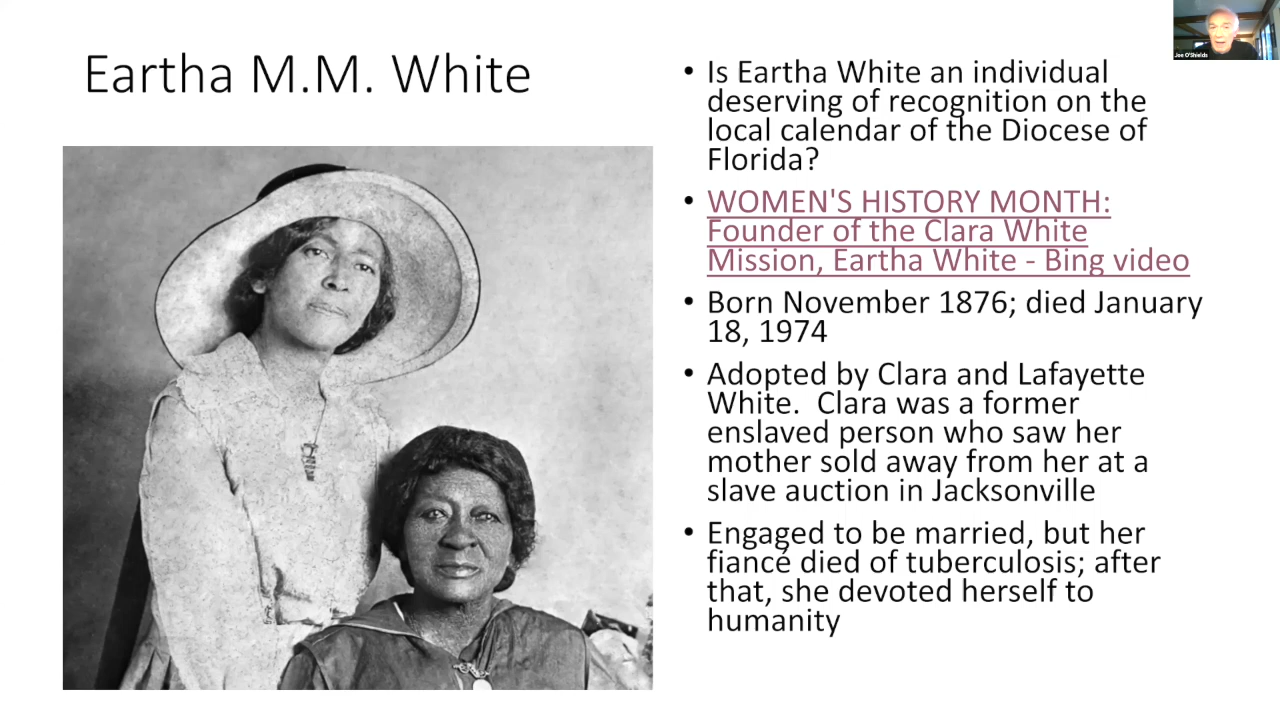 Eartha M.M. White
Joe O'Shields
• Is Eartha White an individual
deserving of recognition on the
local calendar of the Diocese of
Florida?
• WOMEN'S HISTORY MONTH:
Founder of the Clara White
Mission, Eartha White - Bing video
• Born November 1876; died January
18, 1974
• Adopted by Clara and Lafayette
White.  Clara was a former
enslaved person who saw her
mother sold away from her at a
slave auction in Jacksonville
• Engaged to be married, but her
fiancé died of tuberculosis; after
that, she devoted herself to
humanity